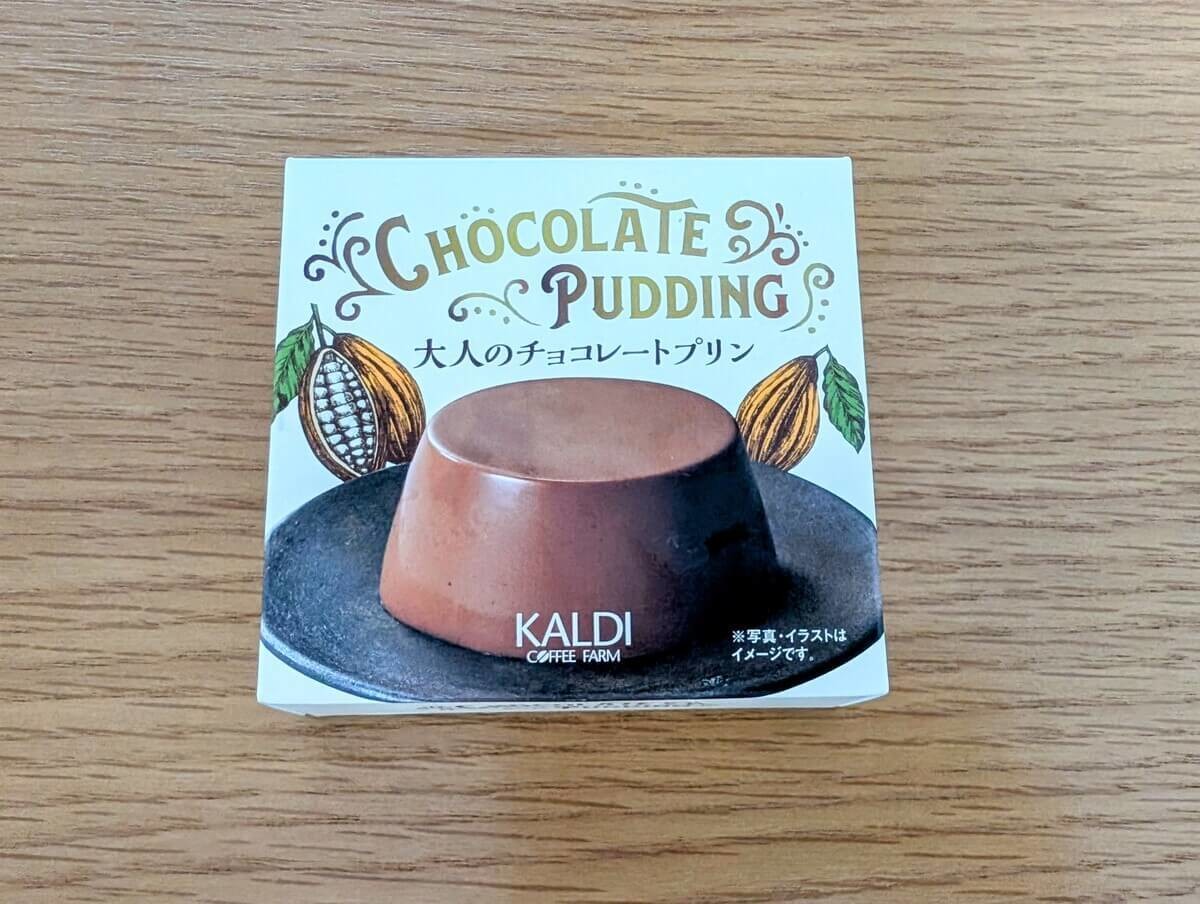 CHOCOLATE
PUDDING
大人のチョコレートプリン
KALDI
COFFEE FARM
※写真・イラストは
イメージです。